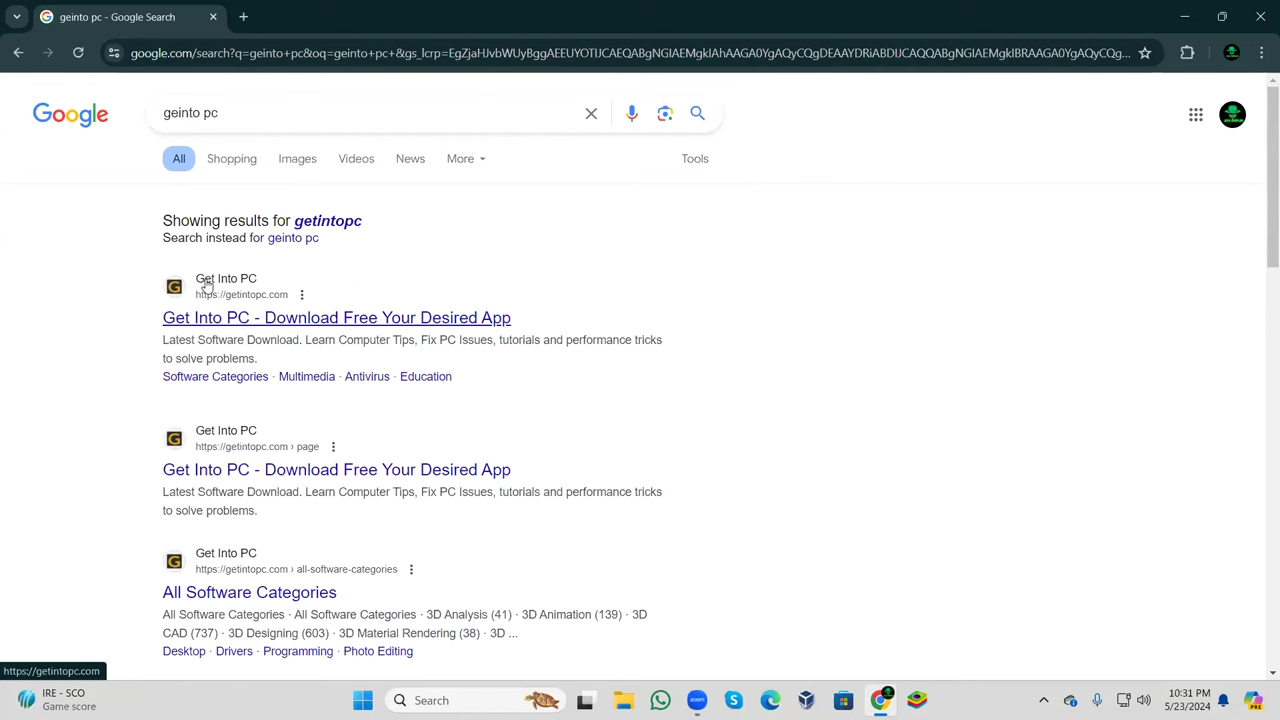 geinto pc - Google Search
google.com/search?q=geinto+pc&oq=geinto+pc+&gs_lcrp=
Google
geinto pc
All
Shopping
Images
Videos
News
More
Tools
Showing results for getintopc
Search instead for geinto pc
Get Into PC
https://getintopc.com
Get Into PC - Download Free Your Desired App
Latest Software Download. Learn Computer Tips, Fix PC Issues, tutorials and performance tricks
to solve problems.
Software Categories · Multimedia · Antivirus · Education
Get Into PC
https://getintopc.com › page
Get Into PC - Download Free Your Desired App
Latest Software Download. Learn Computer Tips, Fix PC Issues, tutorials and performance tricks
to solve problems.
Get Into PC
https://getintopc.com › all-software-categories
All Software Categories
All Software Categories · All Software Categories · 3D Analysis (41) · 3D Animation (139) · 3D
CAD (737) · 3D Designing (603) · 3D Material Rendering (38) · 3D ...
Desktop · Drivers · Programming · Photo Editing
https://getintopc.com
IRE - SCO
Game score
Search
zoom
10:31 PM
5/23/2024
PRE